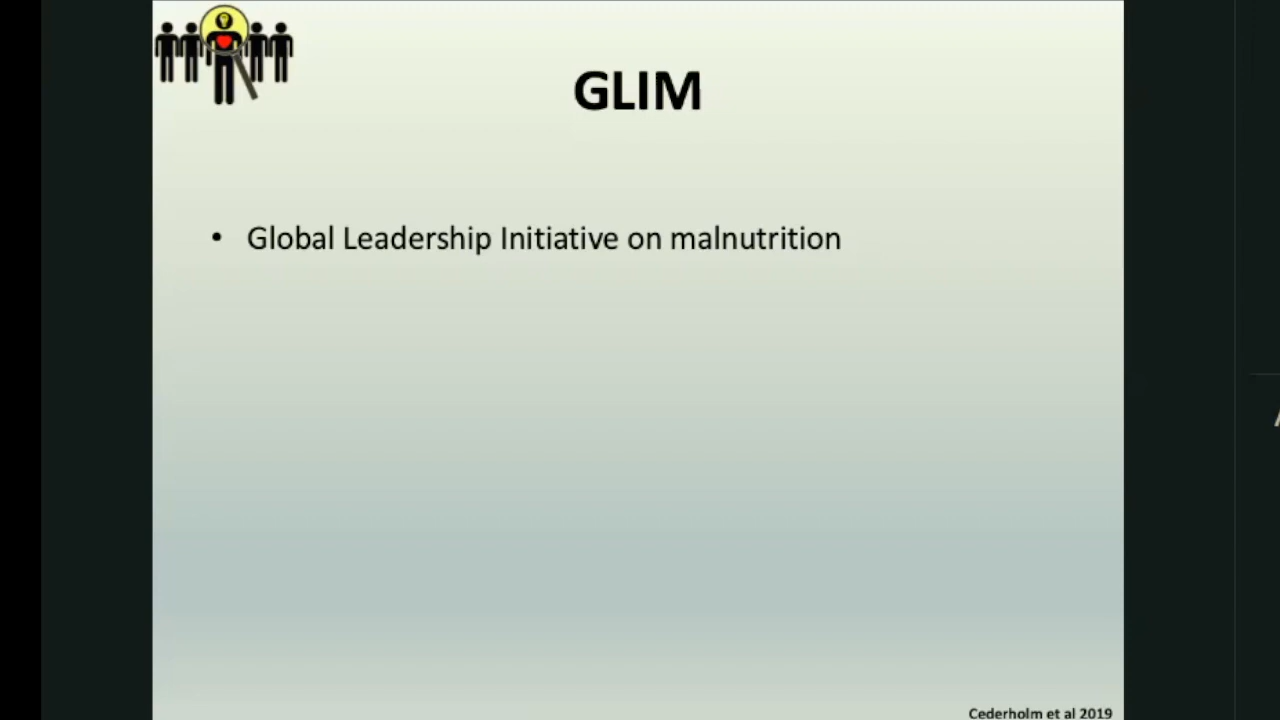 GLIM
• Global Leadership Initiative on malnutrition
Cederholm et al 2019